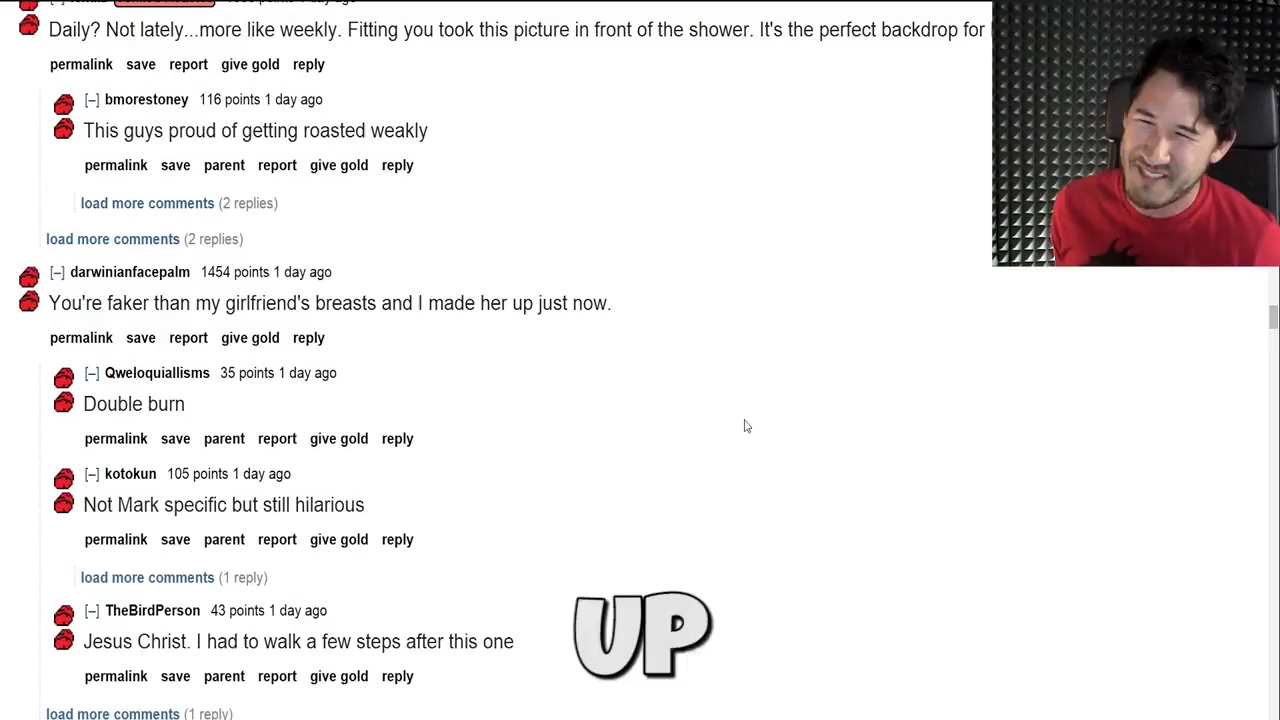 Daily? Not lately...more like weekly. Fitting you took this picture in front of the shower. It's the perfect backdrop for
permalink save report give gold reply
[–] bmorestoney 116 points 1 day ago
This guys proud of getting roasted weakly
permalink save parent report give gold reply
load more comments (2 replies)
load more comments (2 replies)
[–] darwinianfacepalm 1454 points 1 day ago
You're faker than my girlfriend's breasts and I made her up just now.
permalink save report give gold reply
[–] Qweloquiallisms 35 points 1 day ago
Double burn
permalink save parent report give gold reply
[–] kotokun 105 points 1 day ago
Not Mark specific but still hilarious
permalink save parent report give gold reply
load more comments (1 reply)
[–] TheBirdPerson 43 points 1 day ago
Jesus Christ. I had to walk a few steps after this one
UP
permalink save parent report give gold reply
load more comments (1 reply)